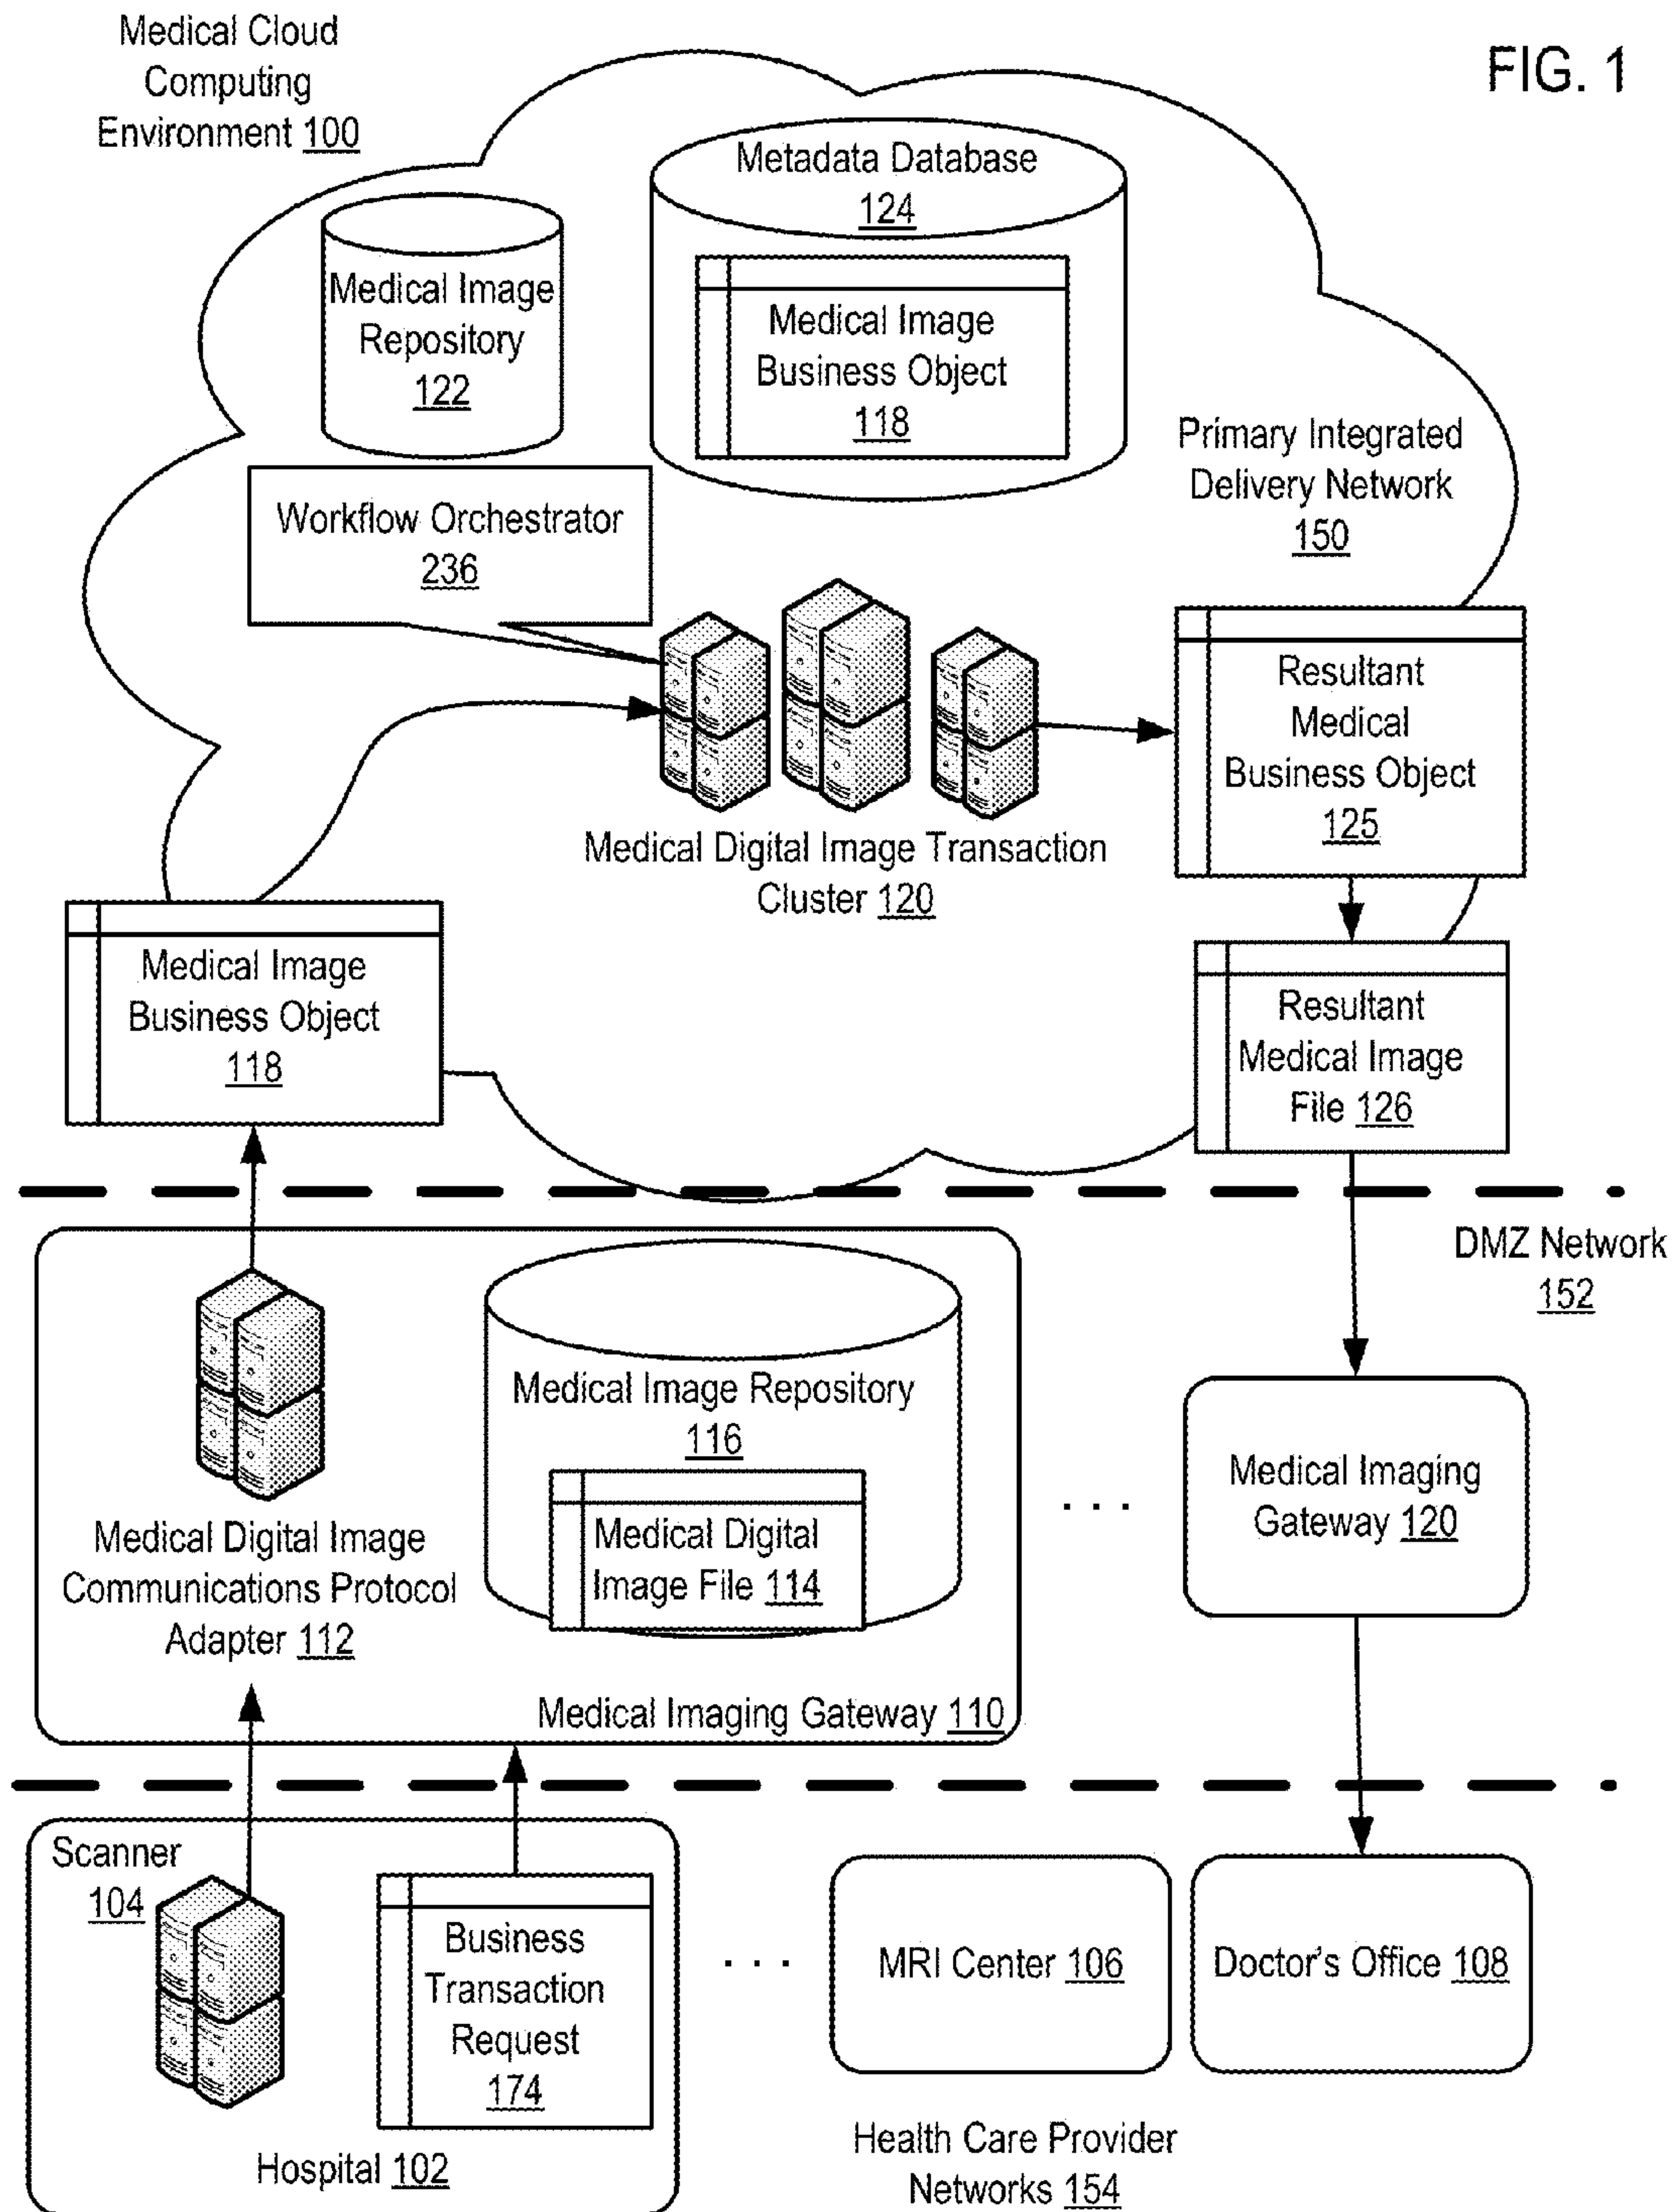 Medical Cloud
Computing
Environment 100
FIG. 1
Metadata Database
124
Medical Image
Repository
122
Medical Image
Business Object
118
Primary Integrated
Delivery Network
150
Workflow Orchestrator
236
Resultant
Medical
Business Object
125
Medical Digital Image Transaction
Cluster 120
Medical Image
Business Object
118
Resultant
Medical Image
File 126
DMZ Network
152
Medical Image Repository
116
Medical Digital
Image File 114
Medical Digital Image
Communications Protocol
Adapter 112
. . .
Medical Imaging
Gateway 120
Medical Imaging Gateway 110
Scanner
104
Business
Transaction
Request
174
. . .
MRI Center 106
Doctor's Office 108
Hospital 102
Health Care Provider
Networks 154